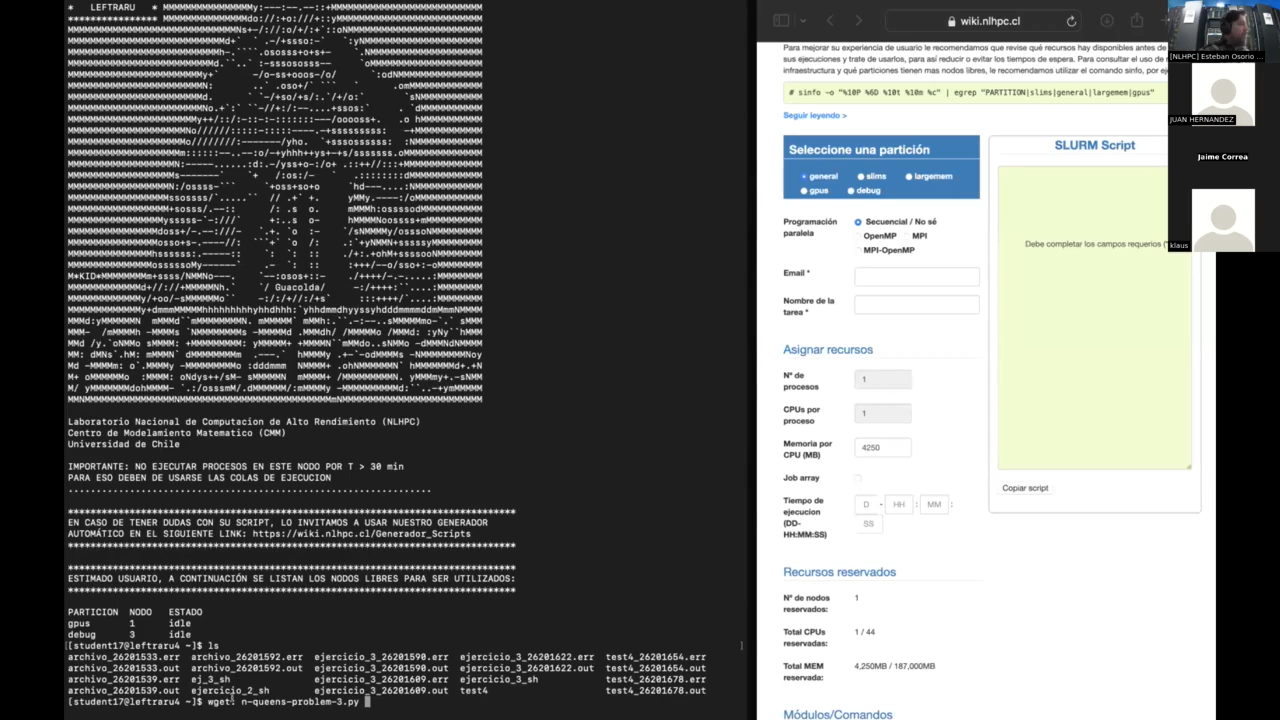 * LEFTRARU *
Laboratorio Nacional de Computacion de Alto Rendimiento (NLHPC)
Centro de Modelamiento Matematico (CMM)
Universidad de Chile
IMPORTANTE: NO EJECUTAR PROCESOS EN ESTE NODO POR T > 30 min
PARA ESO DEBEN DE USARSE LAS COLAS DE EJECUCION
EN CASO DE TENER DUDAS CON SU SCRIPT, LO INVITAMOS A USAR NUESTRO GENERADOR
AUTOMÁTICO EN EL SIGUIENTE LINK: https://wiki.nlhpc.cl/Generador_Scripts
ESTIMADO USUARIO, A CONTINUACIÓN SE LISTAN LOS NODOS LIBRES PARA SER UTILIZADOS:
PARTICION NODO ESTADO
gpus 1 idle
debug 3 idle
[student17@leftraru4 ~]$ ls
archivo_26201533.err archivo_26201592.err ejercicio_3_26201590.err ejercicio_3_26201622.err test4_26201654.err
archivo_26201533.out archivo_26201592.out ejercicio_3_26201590.out ejercicio_3_26201622.out test4_26201654.out
archivo_26201539.err ejercicio_1_sh ejercicio_3_26201609.err ejercicio_3_sh test4_26201678.err
archivo_26201539.out ejercicio_2_sh ejercicio_3_26201609.out test4 test4_26201678.out
[student17@leftraru4 ~]$ wget: n-queens-problem-3.py
wiki.nlhpc.cl
Para mejorar su experiencia de usuario le recomendamos que revise qué recursos hay disponibles antes de
sus ejecuciones y trate de usarlos, para así reducir o evitar los tiempos de espera. Para consultar el uso de
infraestructura y qué particiones tienen mas nodos libres, le recomendamos utilizar el comando sinfo, por ej
# sinfo -o "%10P %6D %10t %10m %c" | egrep "PARTITION|slims|general|largemem|gpus"
Seguir leyendo >
Seleccione una partición
general slims largemem
gpus debug
Programación paralela
Secuencial / No sé
OpenMP MPI
MPI-OpenMP
Email *
Nombre de la tarea *
Asignar recursos
Nº de procesos 1
CPUs por proceso 1
Memoria por CPU (MB) 4250
Job array
Tiempo de ejecucion (DD-HH:MM:SS) D - HH : MM : SS
Recursos reservados
Nº de nodos reservados: 1
Total CPUs reservadas: 1 / 44
Total MEM reservada: 4,250MB / 187,000MB
Módulos/Comandos
SLURM Script
Debe completar los campos requerios (
Copiar script
[NLHPC] Esteban Osorio ...
JUAN HERNANDEZ
Jaime Correa
klaus